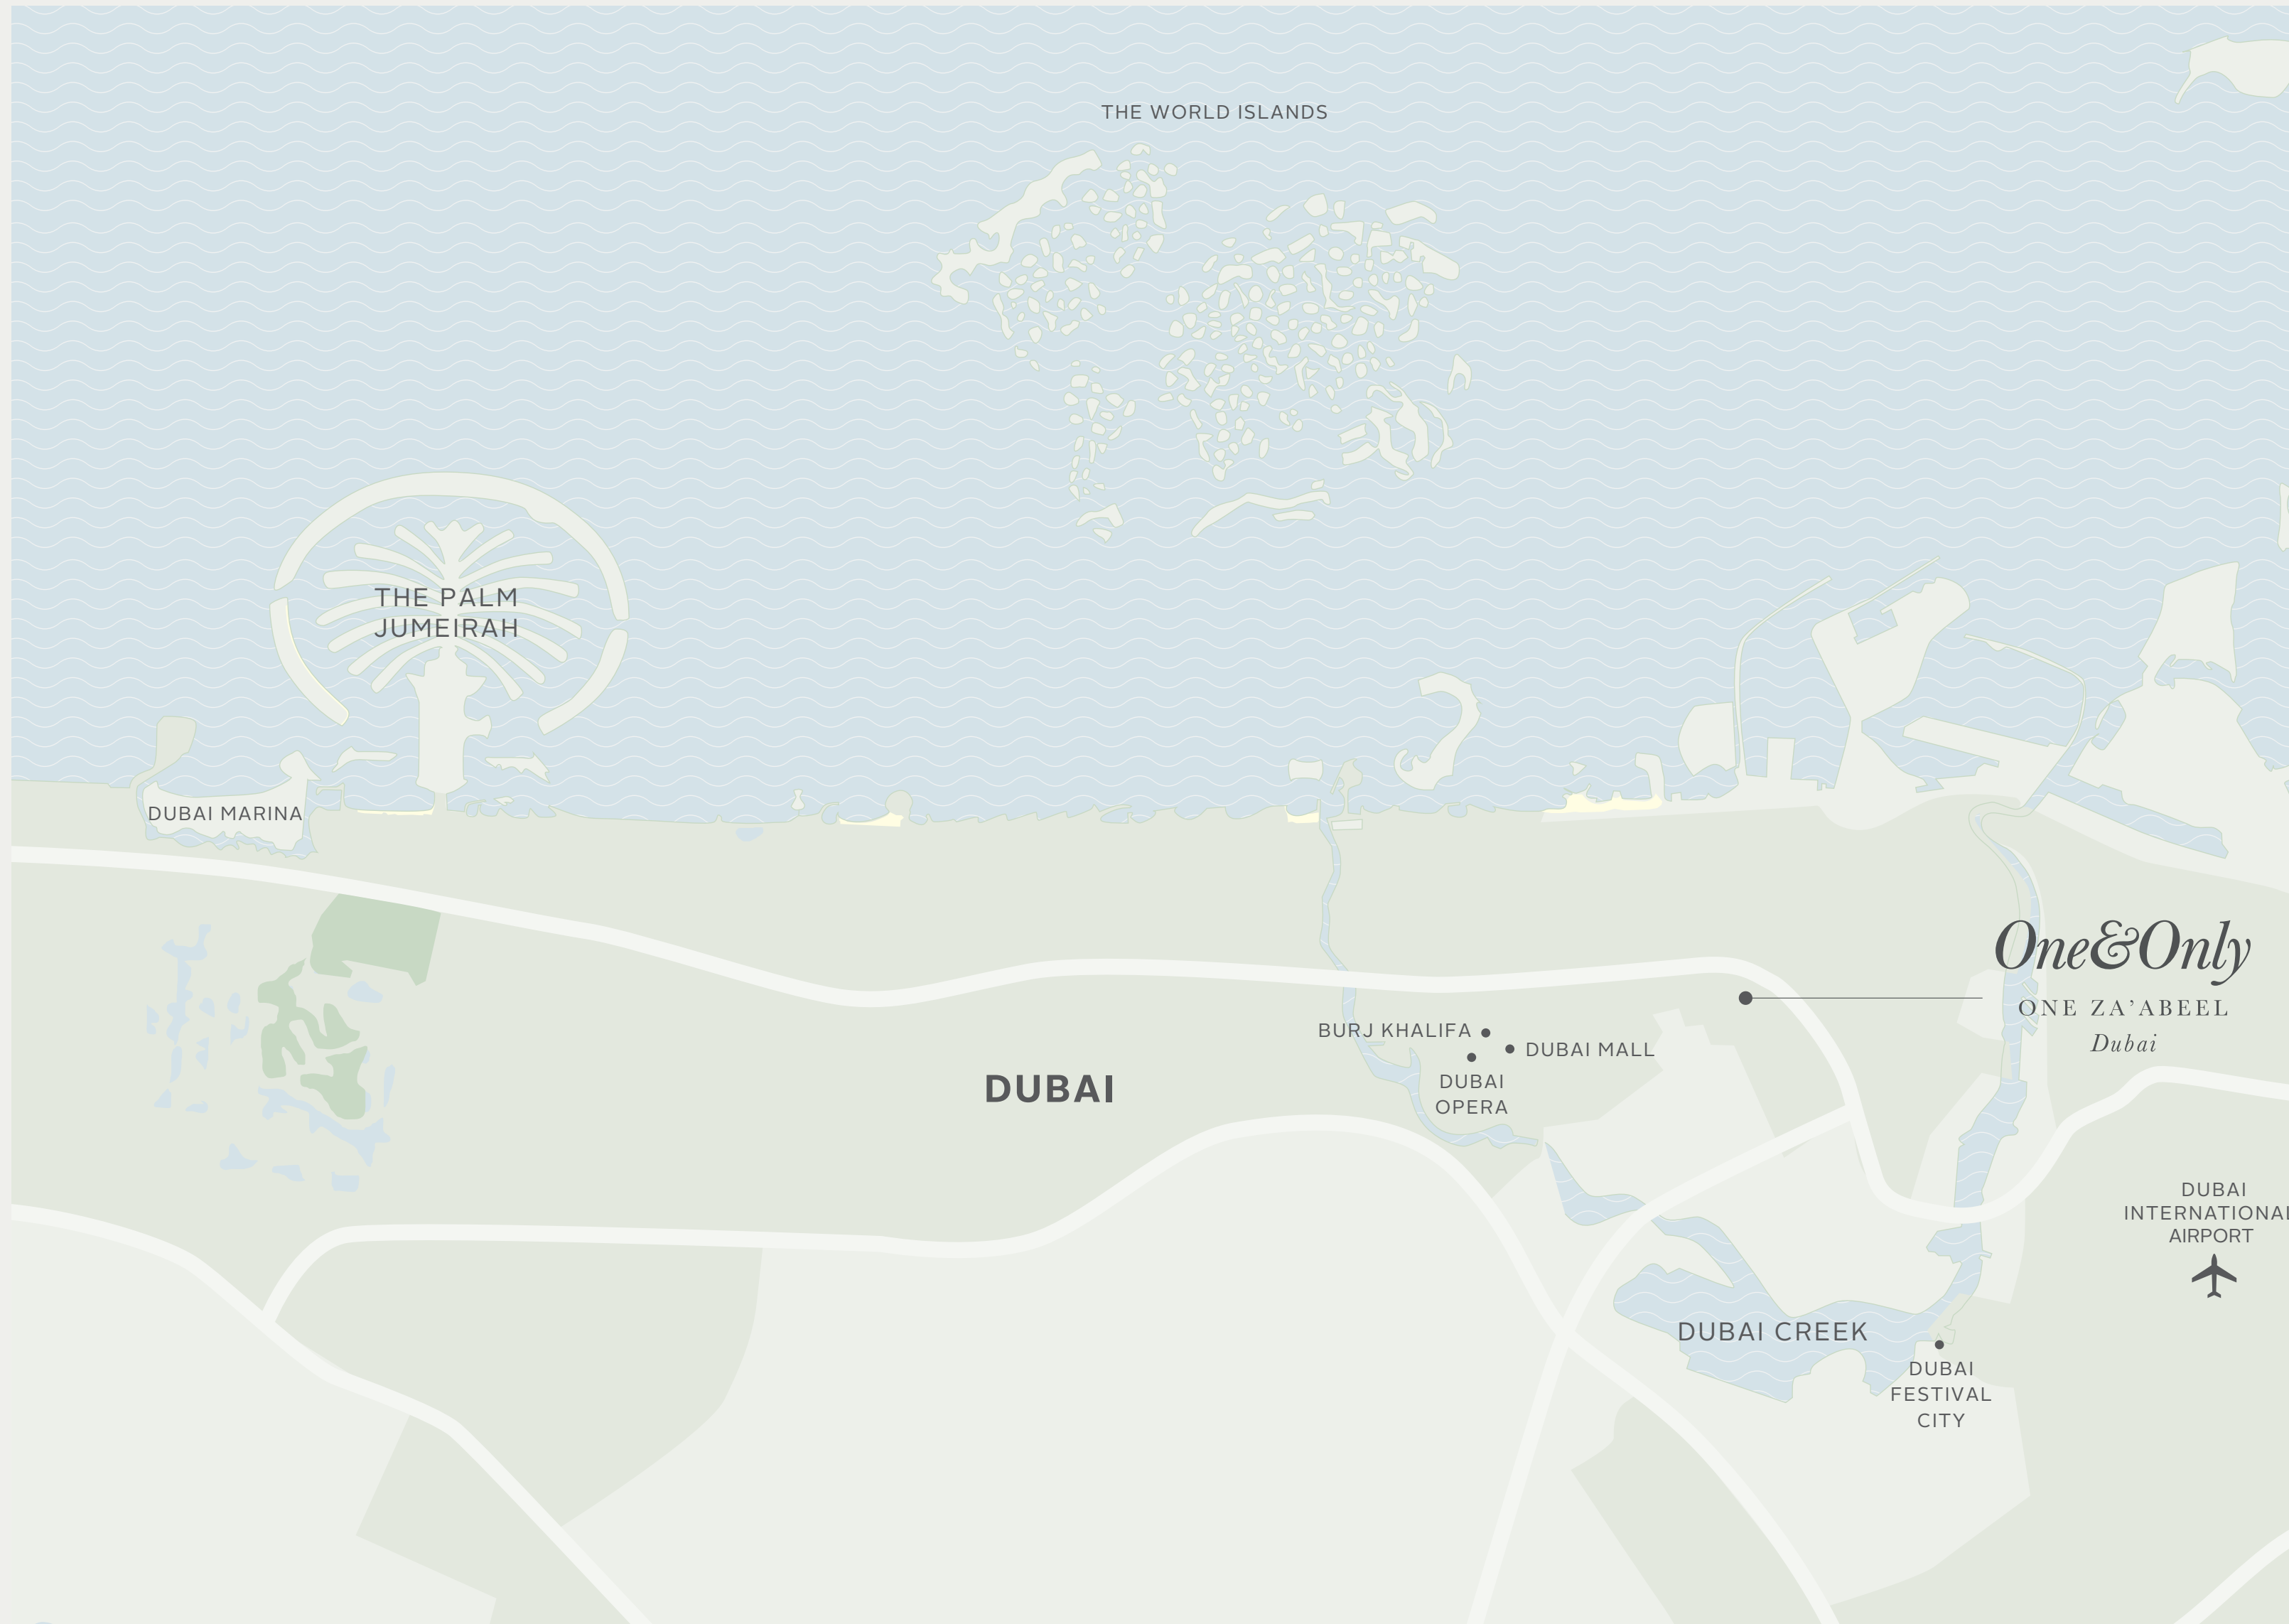 THE WORLD ISLANDS
THE PALM
JUMEIRAH
DUBAI MARINA
One&Only
ONE ZA’ABEEL
Dubai
BURJ KHALIFA
DUBAI MALL
DUBAI
OPERA
DUBAI
DUBAI
INTERNATIONAL
AIRPORT
DUBAI CREEK
DUBAI
FESTIVAL
CITY